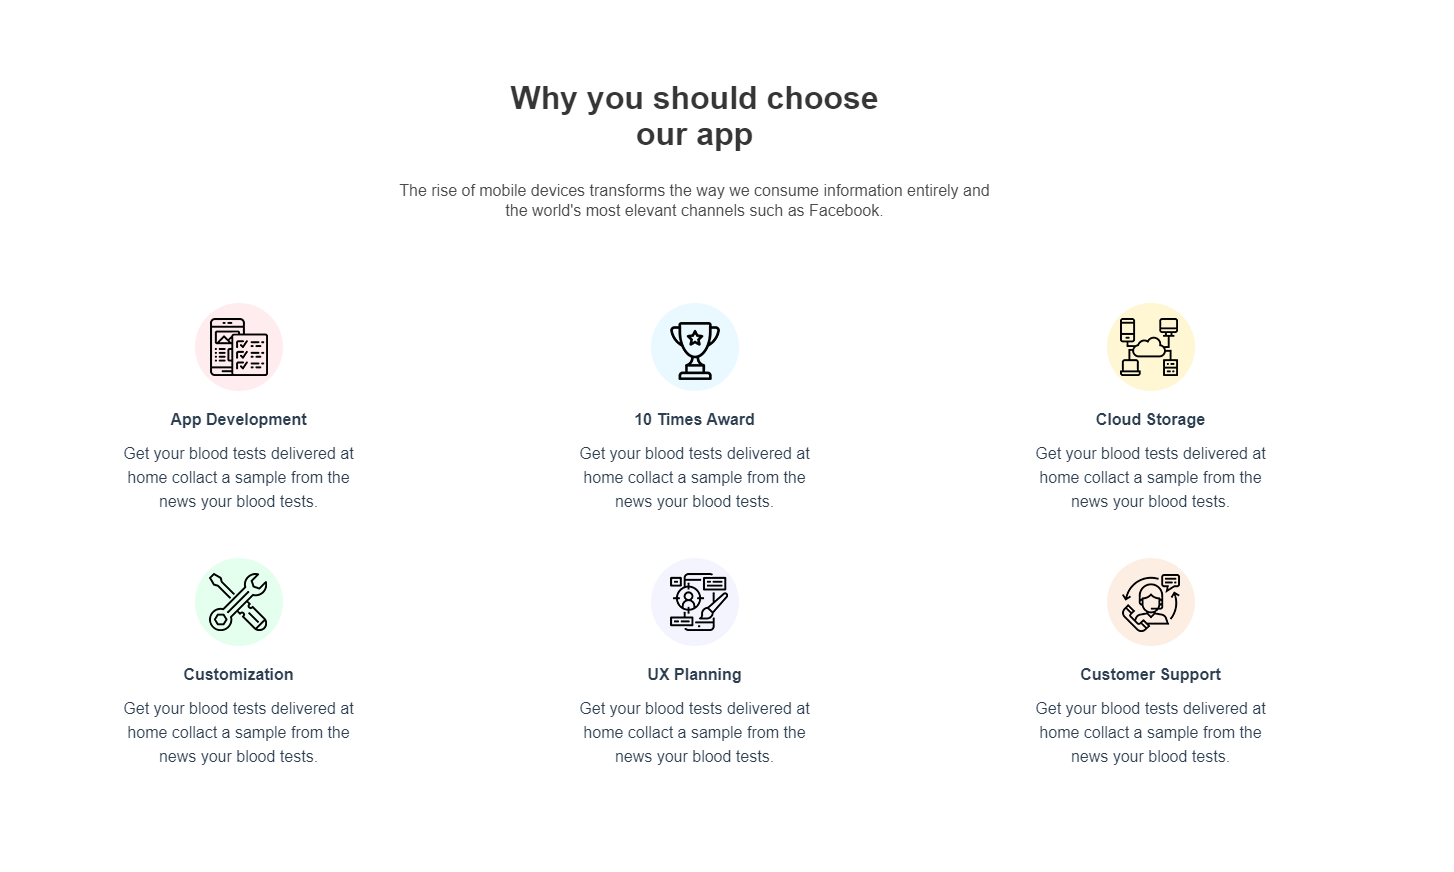 Why you should choose
our app
The rise of mobile devices transforms the way we consume information entirely and
the world's most elevant channels such as Facebook.
App Development
Get your blood tests delivered at
home collact a sample from the
news your blood tests.
10 Times Award
Get your blood tests delivered at
home collact a sample from the
news your blood tests.
Cloud Storage
Get your blood tests delivered at
home collact a sample from the
news your blood tests.
Customization
Get your blood tests delivered at
home collact a sample from the
news your blood tests.
UX Planning
Get your blood tests delivered at
home collact a sample from the
news your blood tests.
Customer Support
Get your blood tests delivered at
home collact a sample from the
news your blood tests.